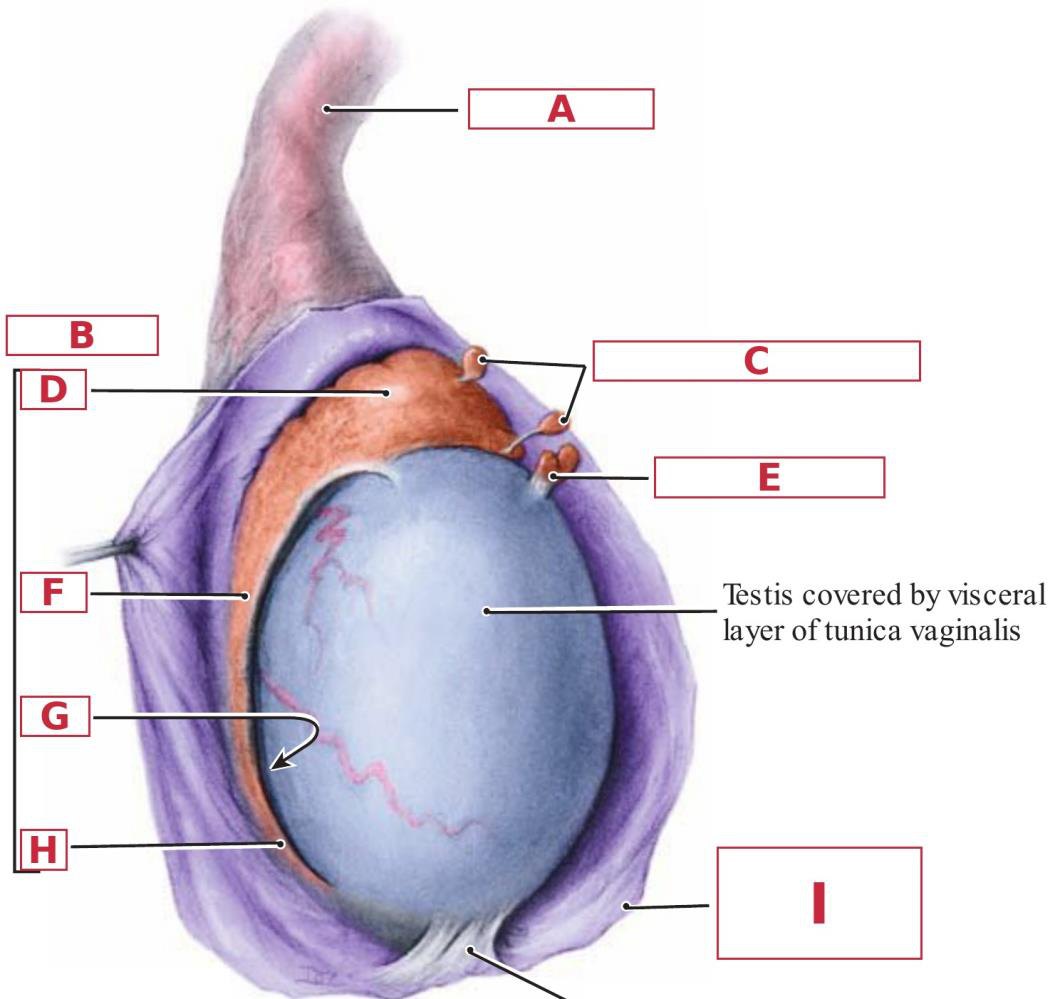 A
B
D
C
E
F
Testis covered by visceral
layer of tunica vaginalis
G
H
I